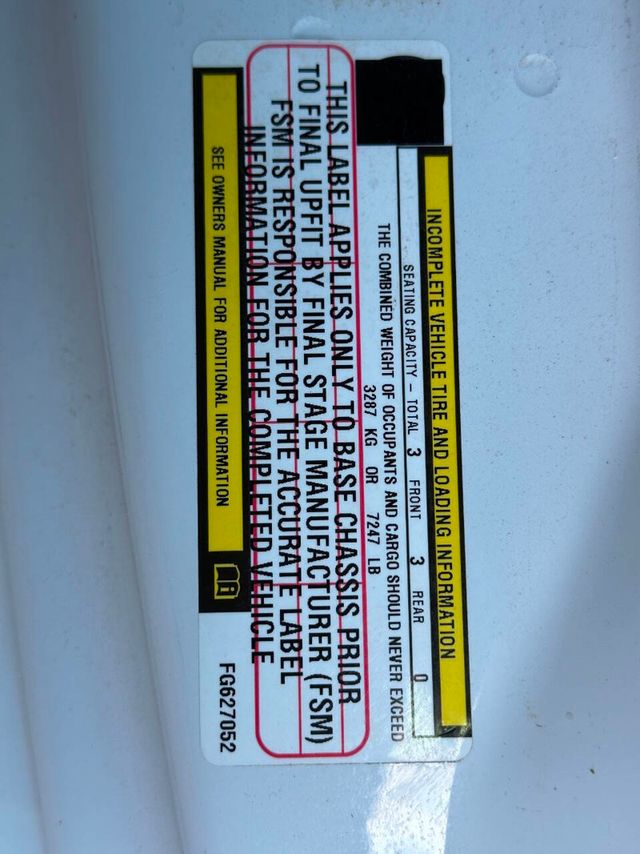 INCOMPLETE VEHICLE TIRE AND LOADING INFORMATION
SEATING CAPACITY – TOTAL 3 FRONT 3 REAR 0
THE COMBINED WEIGHT OF OCCUPANTS AND CARGO SHOULD NEVER EXCEED
3287 KG OR 7247 LB
THIS LABEL APPLIES ONLY TO BASE CHASSIS PRIOR
TO FINAL UPFIT BY FINAL STAGE MANUFACTURER (FSM)
FSM IS RESPONSIBLE FOR THE ACCURATE LABEL
INFORMATION FOR THE COMPLETED VEHICLE
SEE OWNERS MANUAL FOR ADDITIONAL INFORMATION
FG627052